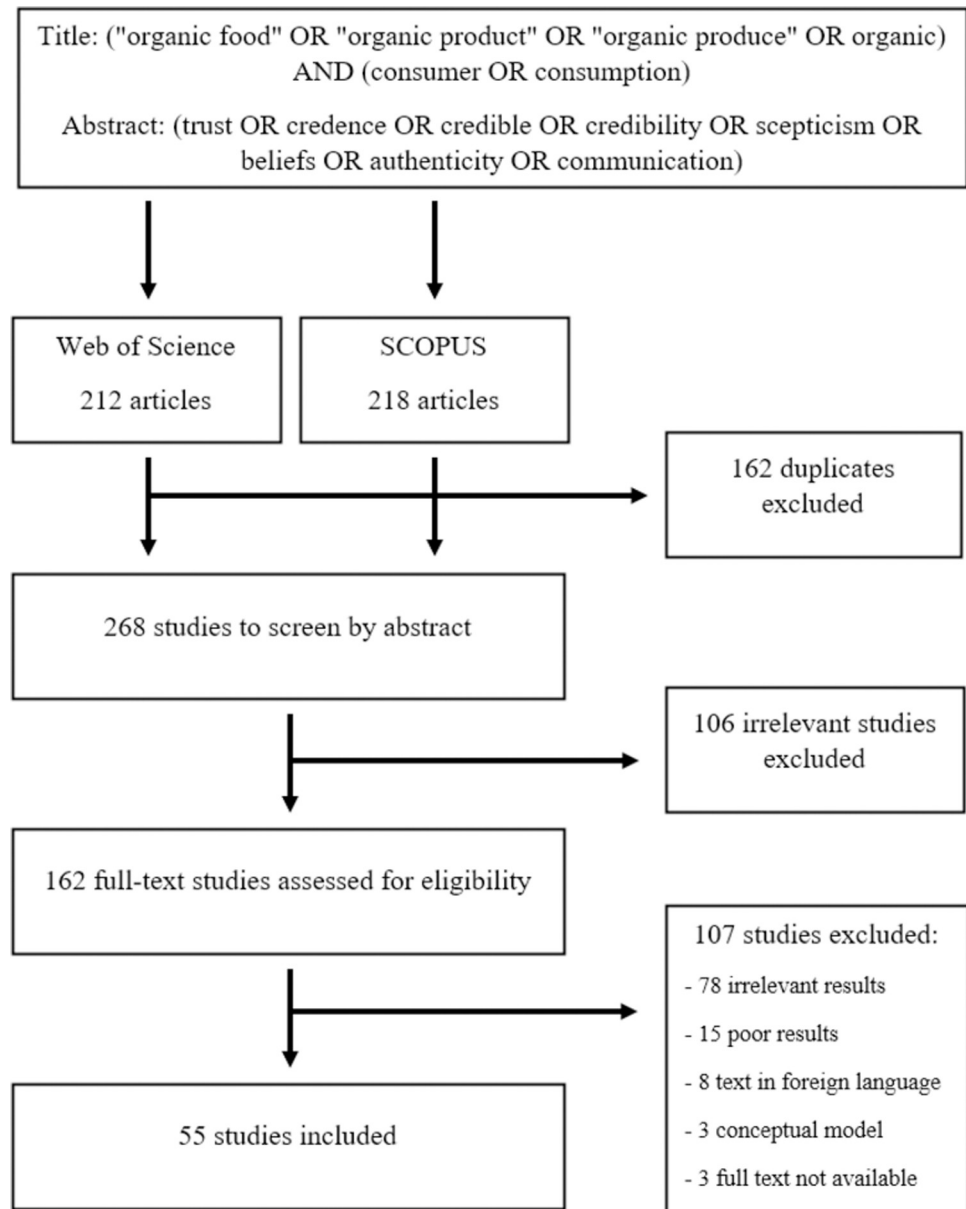 Title: ("organic food" OR "organic product" OR "organic produce" OR organic)
AND (consumer OR consumption)
Abstract: (trust OR credence OR credible OR credibility OR scepticism OR
beliefs OR authenticity OR communication)
Web of Science
212 articles
SCOPUS
218 articles
162 duplicates
excluded
268 studies to screen by abstract
106 irrelevant studies
excluded
162 full-text studies assessed for eligibility
107 studies excluded:
- 78 irrelevant results
- 15 poor results
- 8 text in foreign language
- 3 conceptual model
- 3 full text not available
55 studies included